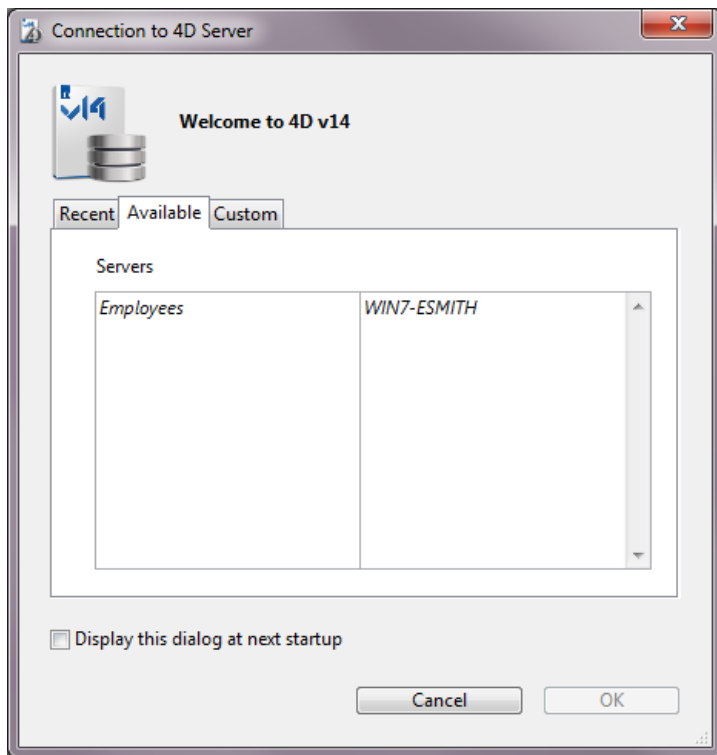 Connection to 4D Server
v14
Welcome to 4D v14
Recent Available Custom
Servers
Employees WIN7-ESMITH
Display this dialog at next startup
Cancel OK